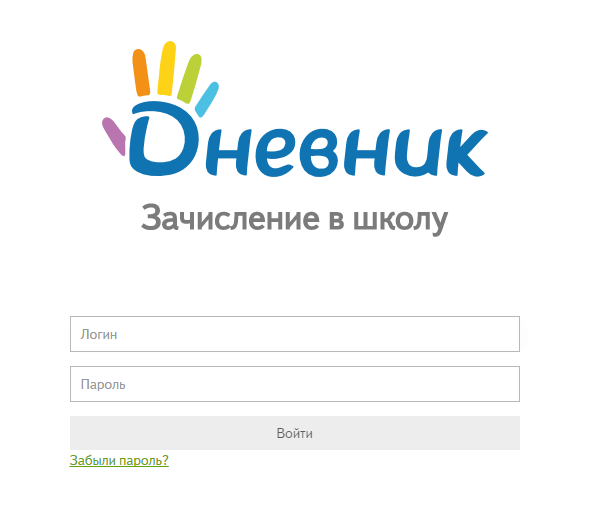 Дневник
Зачисление в школу
Логин
Пароль
Войти
Забыли пароль?